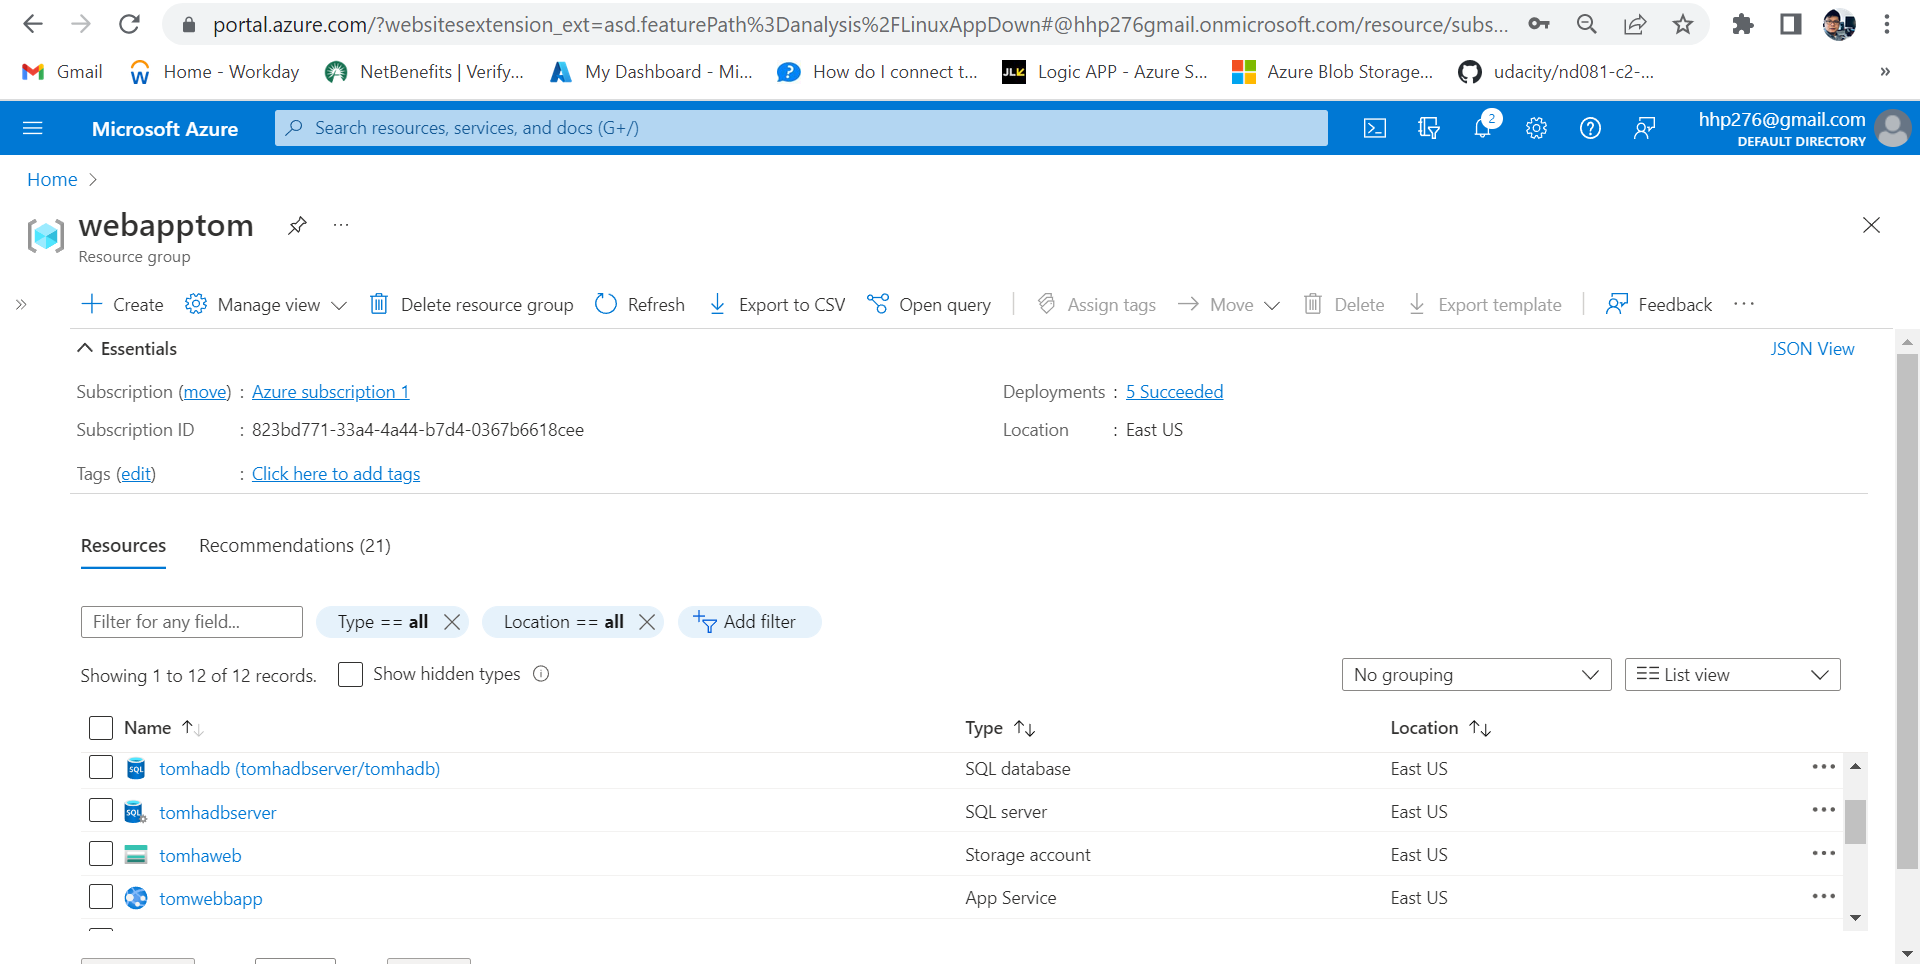 portal.azure.com/?websitesextension_ext=asd.featurePath%3Danalysis%2FLinuxAppDown#@hhp276gmail.onmicrosoft.com/resource/subs...
Gmail Home - Workday NetBenefits | Verify... My Dashboard - Mi... How do I connect t... JLK Logic APP - Azure S... Azure Blob Storage... udacity/nd081-c2-... »
Microsoft Azure Search resources, services, and docs (G+/) 2 hhp276@gmail.com
DEFAULT DIRECTORY
Home >
webapptom ...
Resource group
» Create Manage view Delete resource group Refresh Export to CSV Open query Assign tags Move Delete Export template Feedback ...
Essentials JSON View
Subscription (move) : Azure subscription 1 Deployments : 5 Succeeded
Subscription ID : 823bd771-33a4-4a44-b7d4-0367b6618cee Location : East US
Tags (edit) : Click here to add tags
Resources Recommendations (21)
Filter for any field... Type == all Location == all Add filter
Showing 1 to 12 of 12 records. Show hidden types No grouping List view
Name ↑↓ Type ↑↓ Location ↑↓
SQL tomhadb (tomhadbserver/tomhadb) SQL database East US ...
SQL tomhadbserver SQL server East US ...
tomhaweb Storage account East US ...
tomwebbapp App Service East US ...